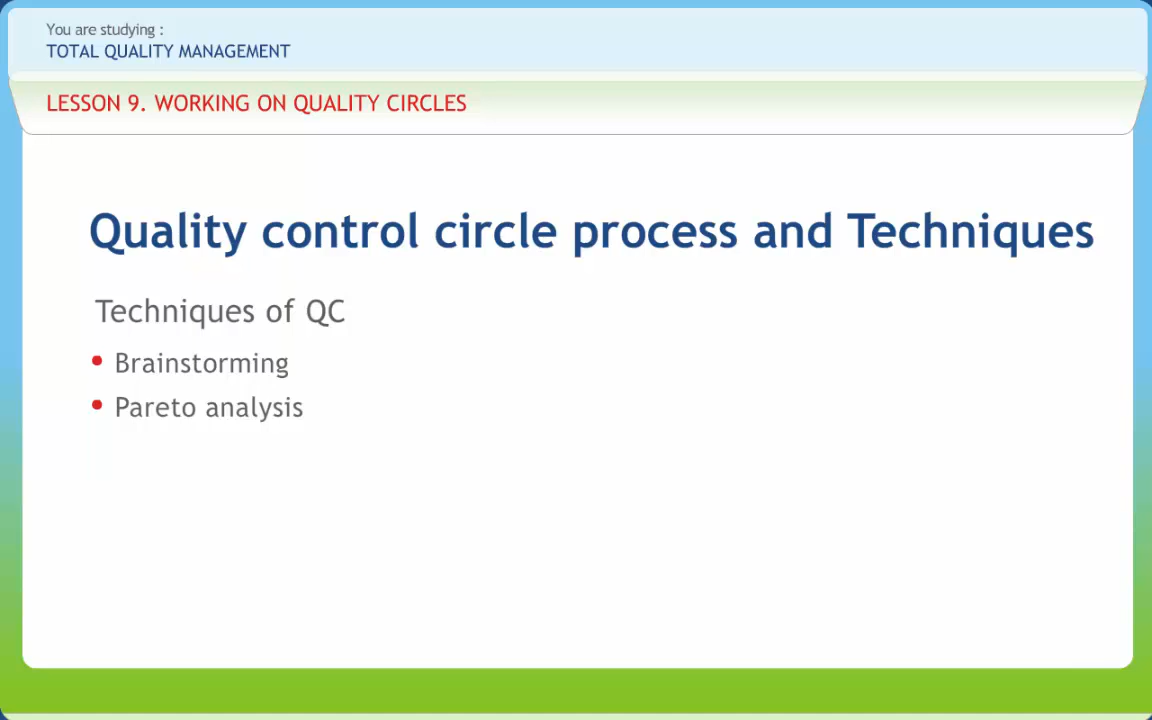 You are studying :
TOTAL QUALITY MANAGEMENT
LESSON 9. WORKING ON QUALITY CIRCLES
Quality control circle process and Techniques
Techniques of QC
• Brainstorming
• Pareto analysis